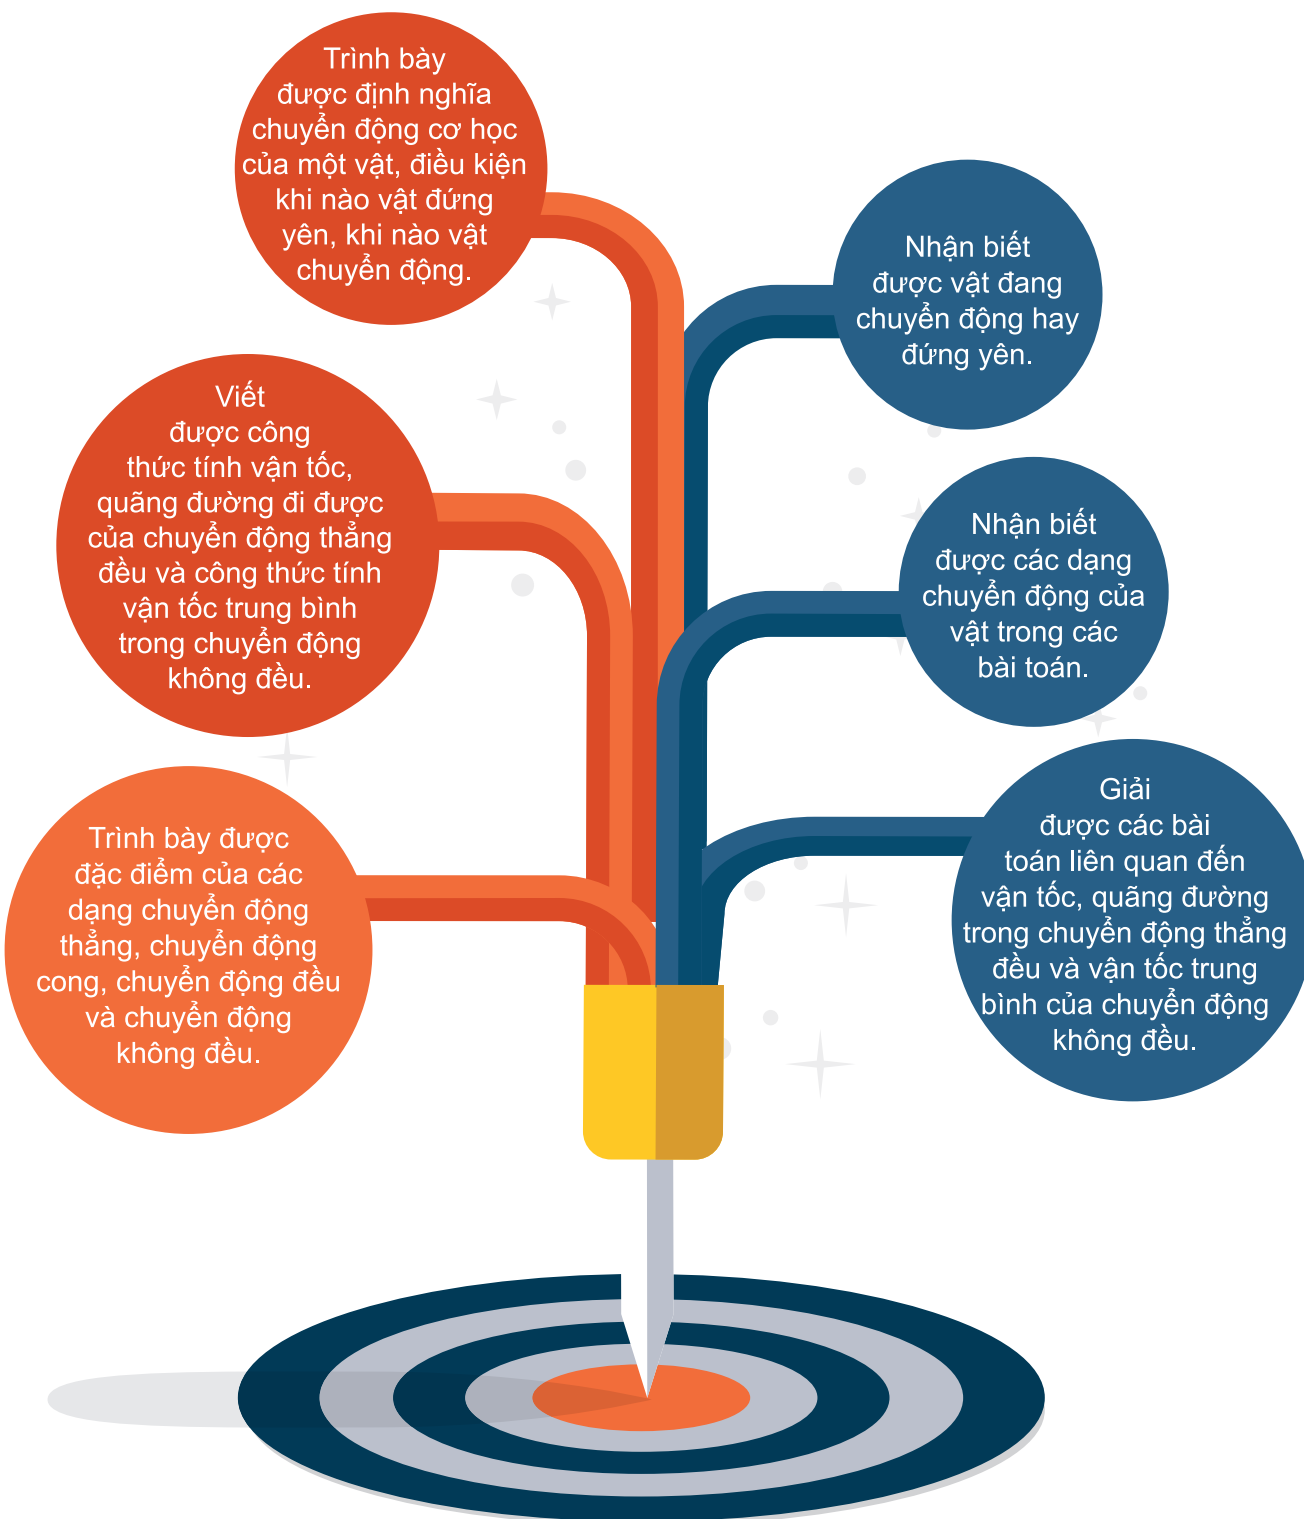 Trình bày
được định nghĩa
chuyển động cơ học
của một vật, điều kiện
khi nào vật đứng
yên, khi nào vật
chuyển động.
Viết
được công
thức tính vận tốc,
quãng đường đi được
của chuyển động thẳng
đều và công thức tính
vận tốc trung bình
trong chuyển động
không đều.
Trình bày được
đặc điểm của các
dạng chuyển động
thẳng, chuyển động
cong, chuyển động đều
và chuyển động
không đều.
Nhận biết
được vật đang
chuyển động hay
đứng yên.
Nhận biết
được các dạng
chuyển động của
vật trong các
bài toán.
Giải
được các bài
toán liên quan đến
vận tốc, quãng đường
trong chuyển động thẳng
đều và vận tốc trung
bình của chuyển động
không đều.